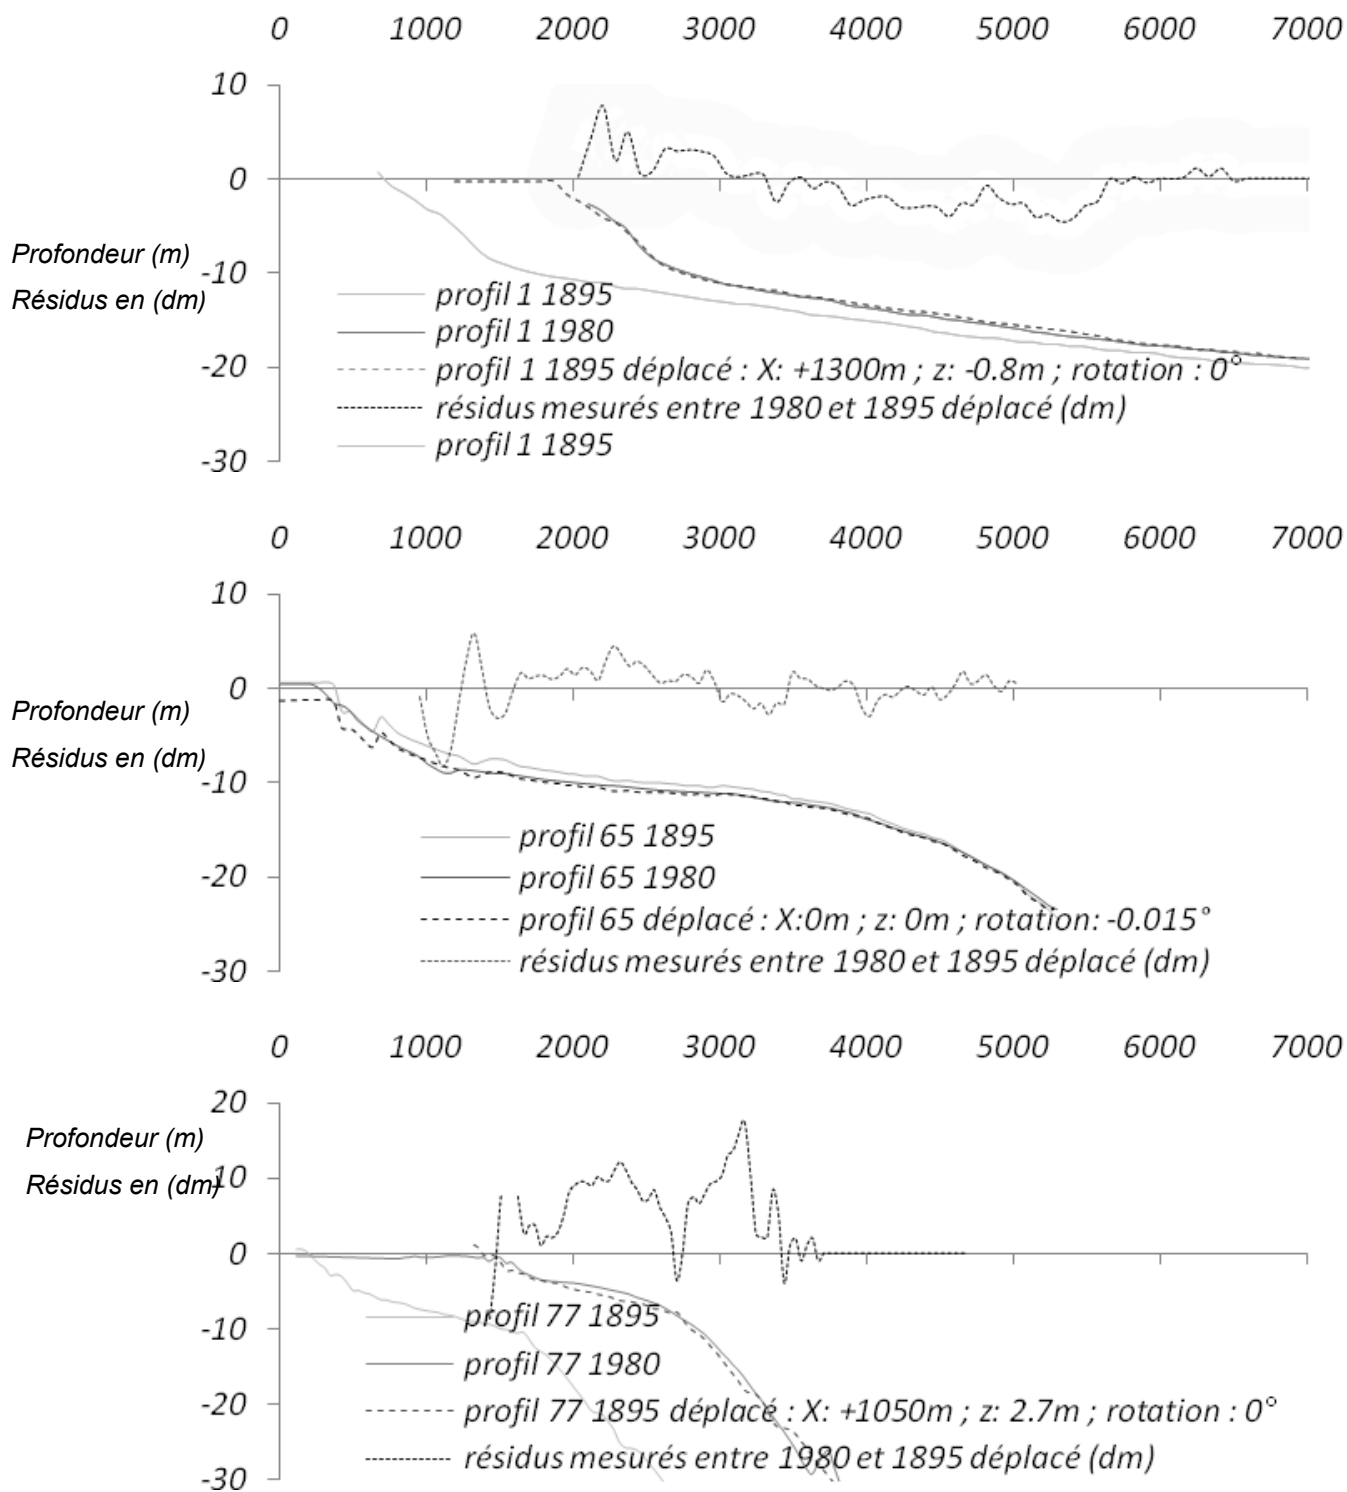 0 1000 2000 3000 4000 5000 6000 7000
10
0
Profondeur (m)
-10
Résidus en (dm)
profil 1 1895
profil 1 1980
-20
profil 1 1895 déplacé : X: +1300m ; z: -0.8m ; rotation : 0°
résidus mesurés entre 1980 et 1895 déplacé (dm)
profil 1 1895
-30
0 1000 2000 3000 4000 5000 6000 7000
10
0
Profondeur (m)
Résidus en (dm)
-10
profil 65 1895
-20
profil 65 1980
profil 65 déplacé : X:0m ; z: 0m ; rotation: -0.015°
résidus mesurés entre 1980 et 1895 déplacé (dm)
-30
0 1000 2000 3000 4000 5000 6000 7000
20
Profondeur (m)
10
Résidus en (dm)
0
profil 77 1895
-10
profil 77 1980
-20
profil 77 1895 déplacé : X: +1050m ; z: 2.7m ; rotation : 0°
résidus mesurés entre 1980 et 1895 déplacé (dm)
-30